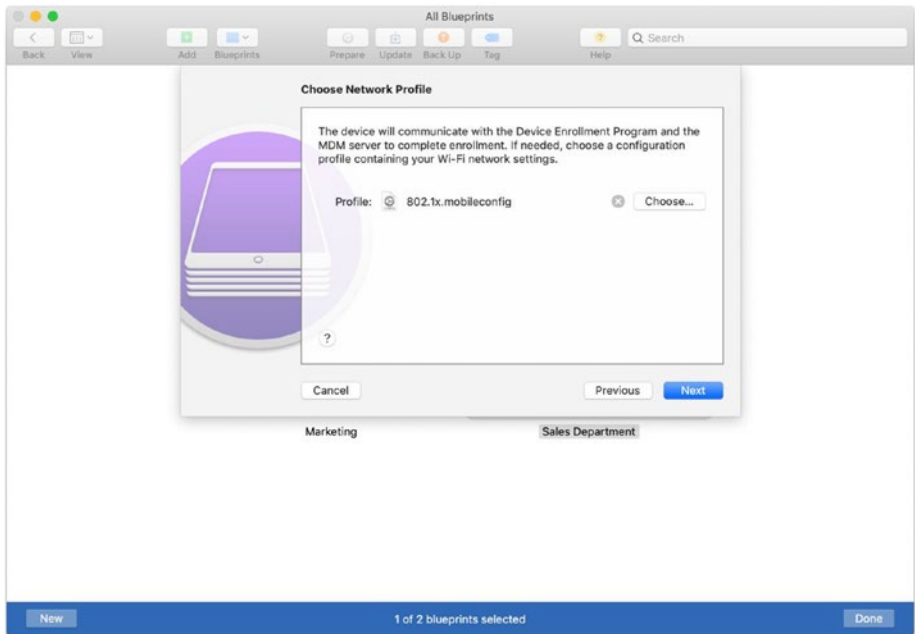 All Blueprints
Back View Add Blueprints Prepare Update Back Up Tag Help Search
Choose Network Profile
The device will communicate with the Device Enrollment Program and the
MDM server to complete enrollment. If needed, choose a configuration
profile containing your Wi-Fi network settings.
Profile: 802.1x.mobileconfig Choose...
?
Cancel Previous Next
Marketing Sales Department
New 1 of 2 blueprints selected Done